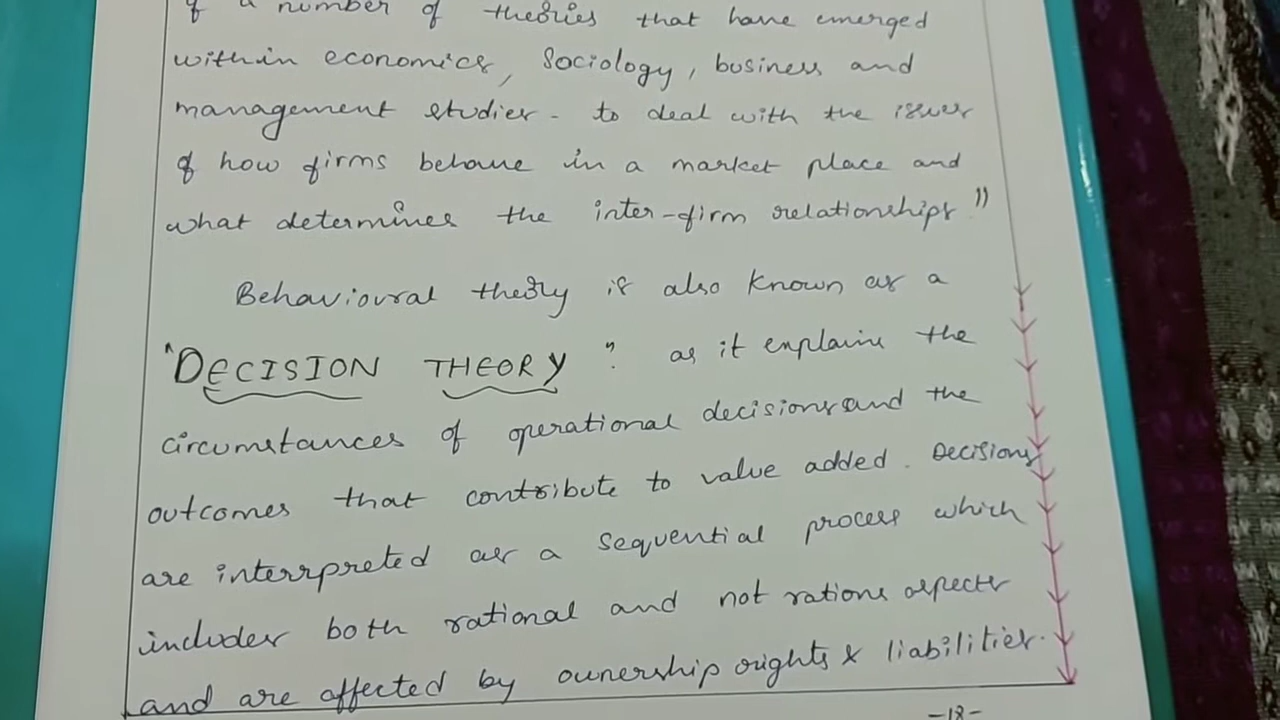 of a number of theories that have emerged
within economics, Sociology, business and
management studies - to deal with the issues
of how firms behave in a market place and
what determines the inter-firm relationships."
Behavioural theory is also known as a
"DECISION THEORY" as it explains the
circumstances of operational decisions and the
outcomes that contribute to value added. Decisions
are interrpreted as a sequential process which
includes both rational and not rations aspects
and are affected by ownership rights & liabilities.
-18-